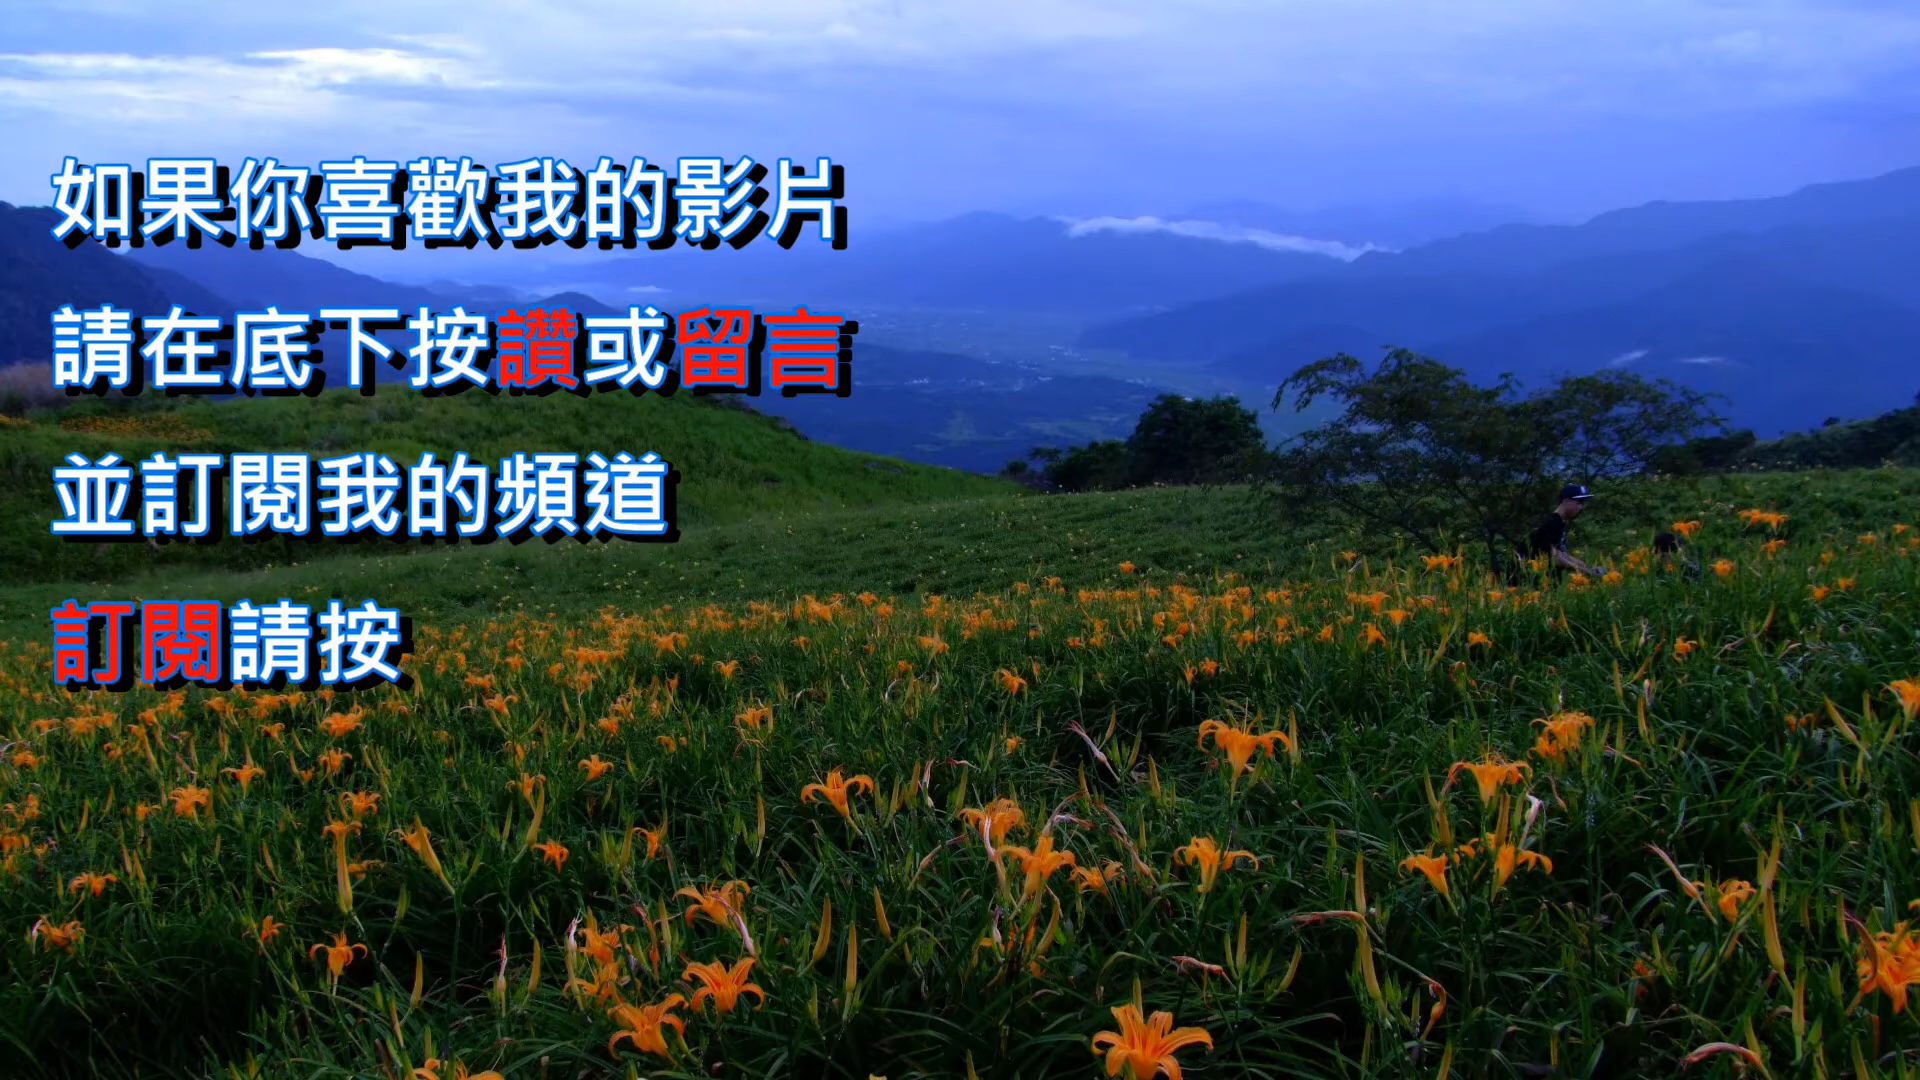 如果你喜歡我的影片
請在底下按讚或留言
並訂閱我的頻道
訂閱請按